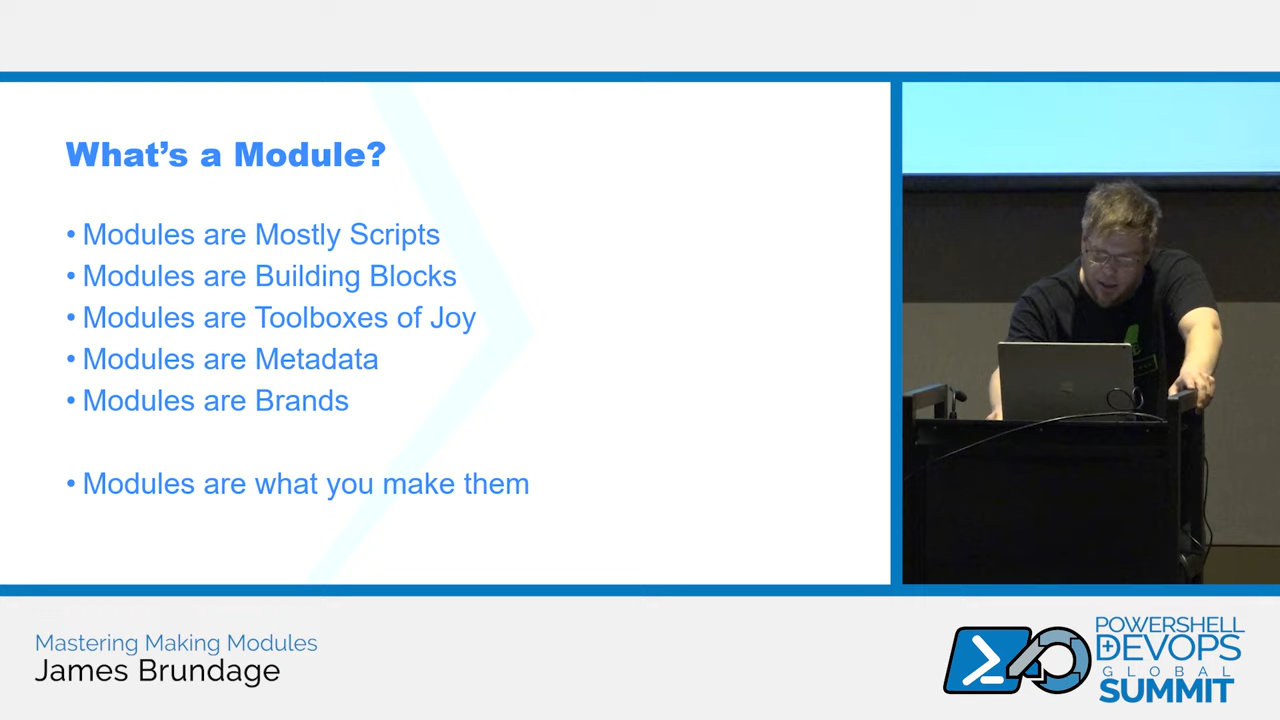 What's a Module?
• Modules are Mostly Scripts
• Modules are Building Blocks
• Modules are Toolboxes of Joy
• Modules are Metadata
• Modules are Brands
• Modules are what you make them
Mastering Making Modules
James Brundage
POWERSHELL
DEVOPS
GLOBAL
SUMMIT